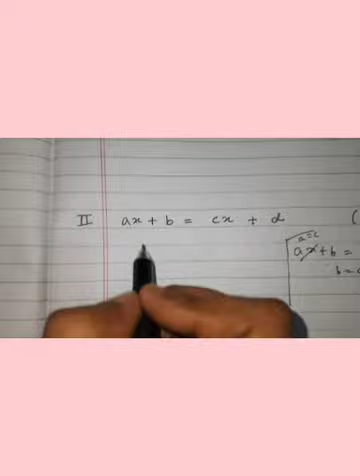 II ax + b = cx + d (
a = c
ax + b =
b =